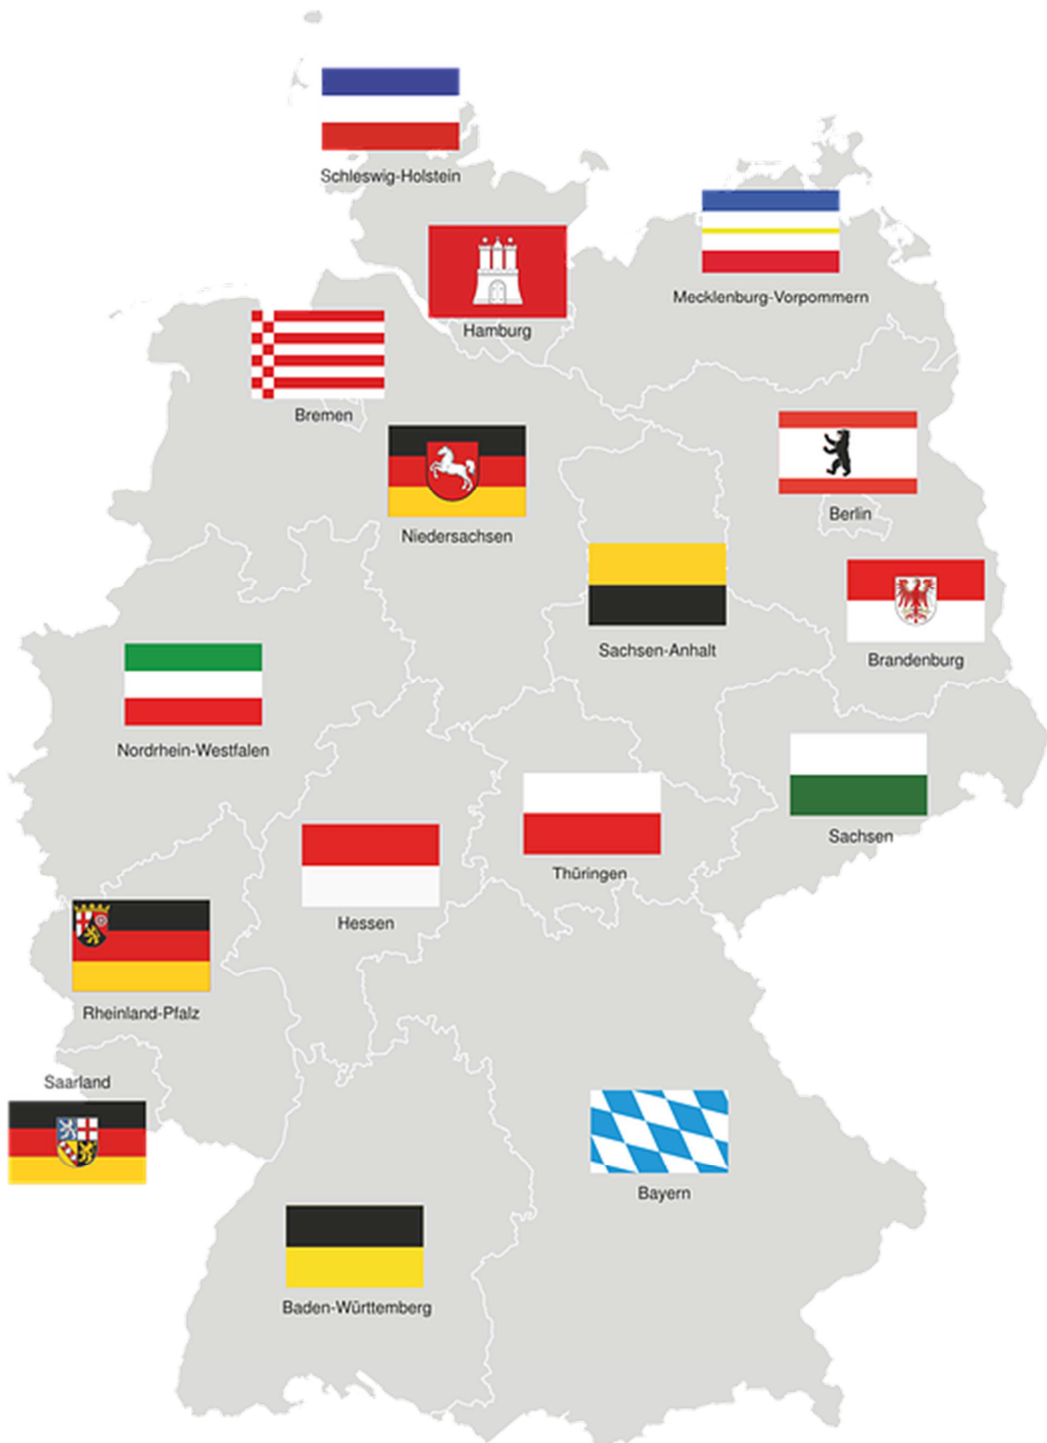 Schleswig-Holstein
Mecklenburg-Vorpommern
Hamburg
Bremen
Berlin
Niedersachsen
Sachsen-Anhalt
Brandenburg
Nordrhein-Westfalen
Sachsen
Thüringen
Hessen
Rheinland-Pfalz
Saarland
Bayern
Baden-Württemberg